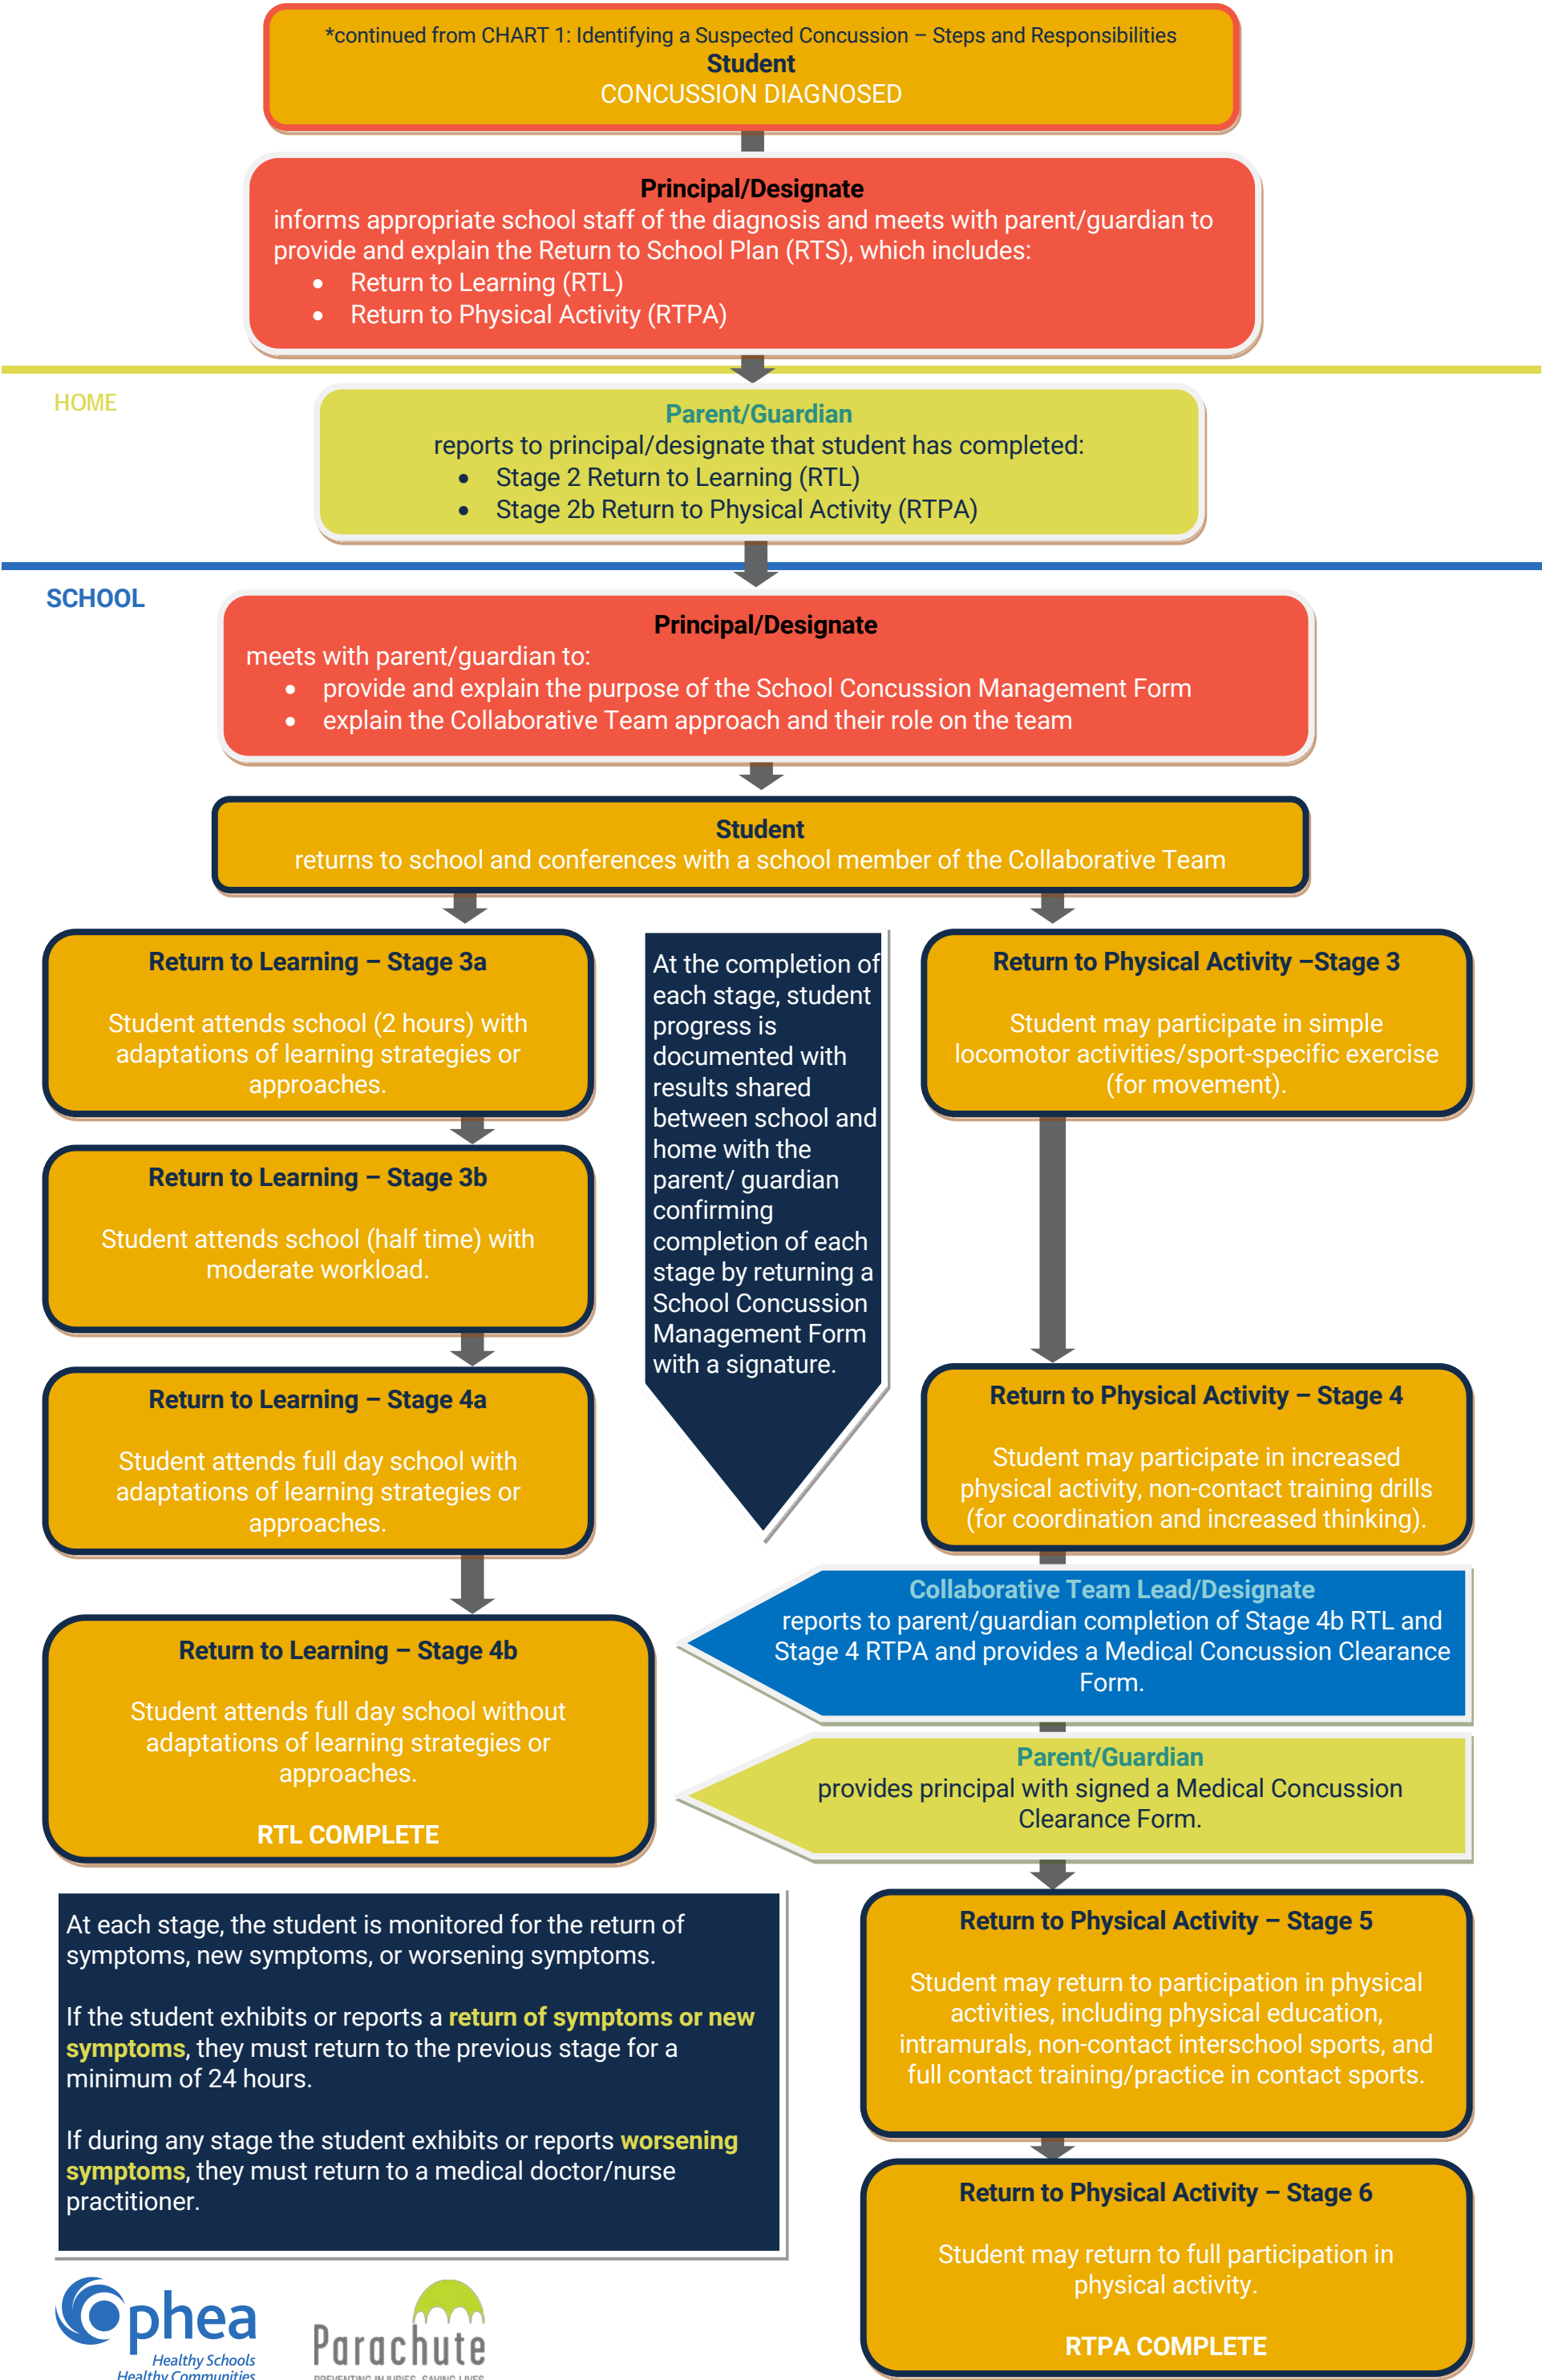 *continued from CHART 1: Identifying a Suspected Concussion – Steps and Responsibilities
Student
CONCUSSION DIAGNOSED
Principal/Designate
informs appropriate school staff of the diagnosis and meets with parent/guardian to
provide and explain the Return to School Plan (RTS), which includes:
• Return to Learning (RTL)
• Return to Physical Activity (RTPA)
HOME
Parent/Guardian
reports to principal/designate that student has completed:
• Stage 2 Return to Learning (RTL)
• Stage 2b Return to Physical Activity (RTPA)
SCHOOL
Principal/Designate
meets with parent/guardian to:
• provide and explain the purpose of the School Concussion Management Form
• explain the Collaborative Team approach and their role on the team
Student
returns to school and conferences with a school member of the Collaborative Team
Return to Learning – Stage 3a
Student attends school (2 hours) with
adaptations of learning strategies or
approaches.
Return to Learning – Stage 3b
Student attends school (half time) with
moderate workload.
Return to Learning – Stage 4a
Student attends full day school with
adaptations of learning strategies or
approaches.
Return to Learning – Stage 4b
Student attends full day school without
adaptations of learning strategies or
approaches.
RTL COMPLETE
At the completion of
each stage, student
progress is
documented with
results shared
between school and
home with the
parent/ guardian
confirming
completion of each
stage by returning a
School Concussion
Management Form
with a signature.
Return to Physical Activity –Stage 3
Student may participate in simple
locomotor activities/sport-specific exercise
(for movement).
Return to Physical Activity – Stage 4
Student may participate in increased
physical activity, non-contact training drills
(for coordination and increased thinking).
Collaborative Team Lead/Designate
reports to parent/guardian completion of Stage 4b RTL and
Stage 4 RTPA and provides a Medical Concussion Clearance
Form.
Parent/Guardian
provides principal with signed a Medical Concussion
Clearance Form.
Return to Physical Activity – Stage 5
Student may return to participation in physical
activities, including physical education,
intramurals, non-contact interschool sports, and
full contact training/practice in contact sports.
Return to Physical Activity – Stage 6
Student may return to full participation in
physical activity.
RTPA COMPLETE
At each stage, the student is monitored for the return of
symptoms, new symptoms, or worsening symptoms.
If the student exhibits or reports a return of symptoms or new
symptoms, they must return to the previous stage for a
minimum of 24 hours.
If during any stage the student exhibits or reports worsening
symptoms, they must return to a medical doctor/nurse
practitioner.
Ophea
Healthy Schools
Healthy Communities
Parachute
PREVENTING INJURIES. SAVING LIVES.